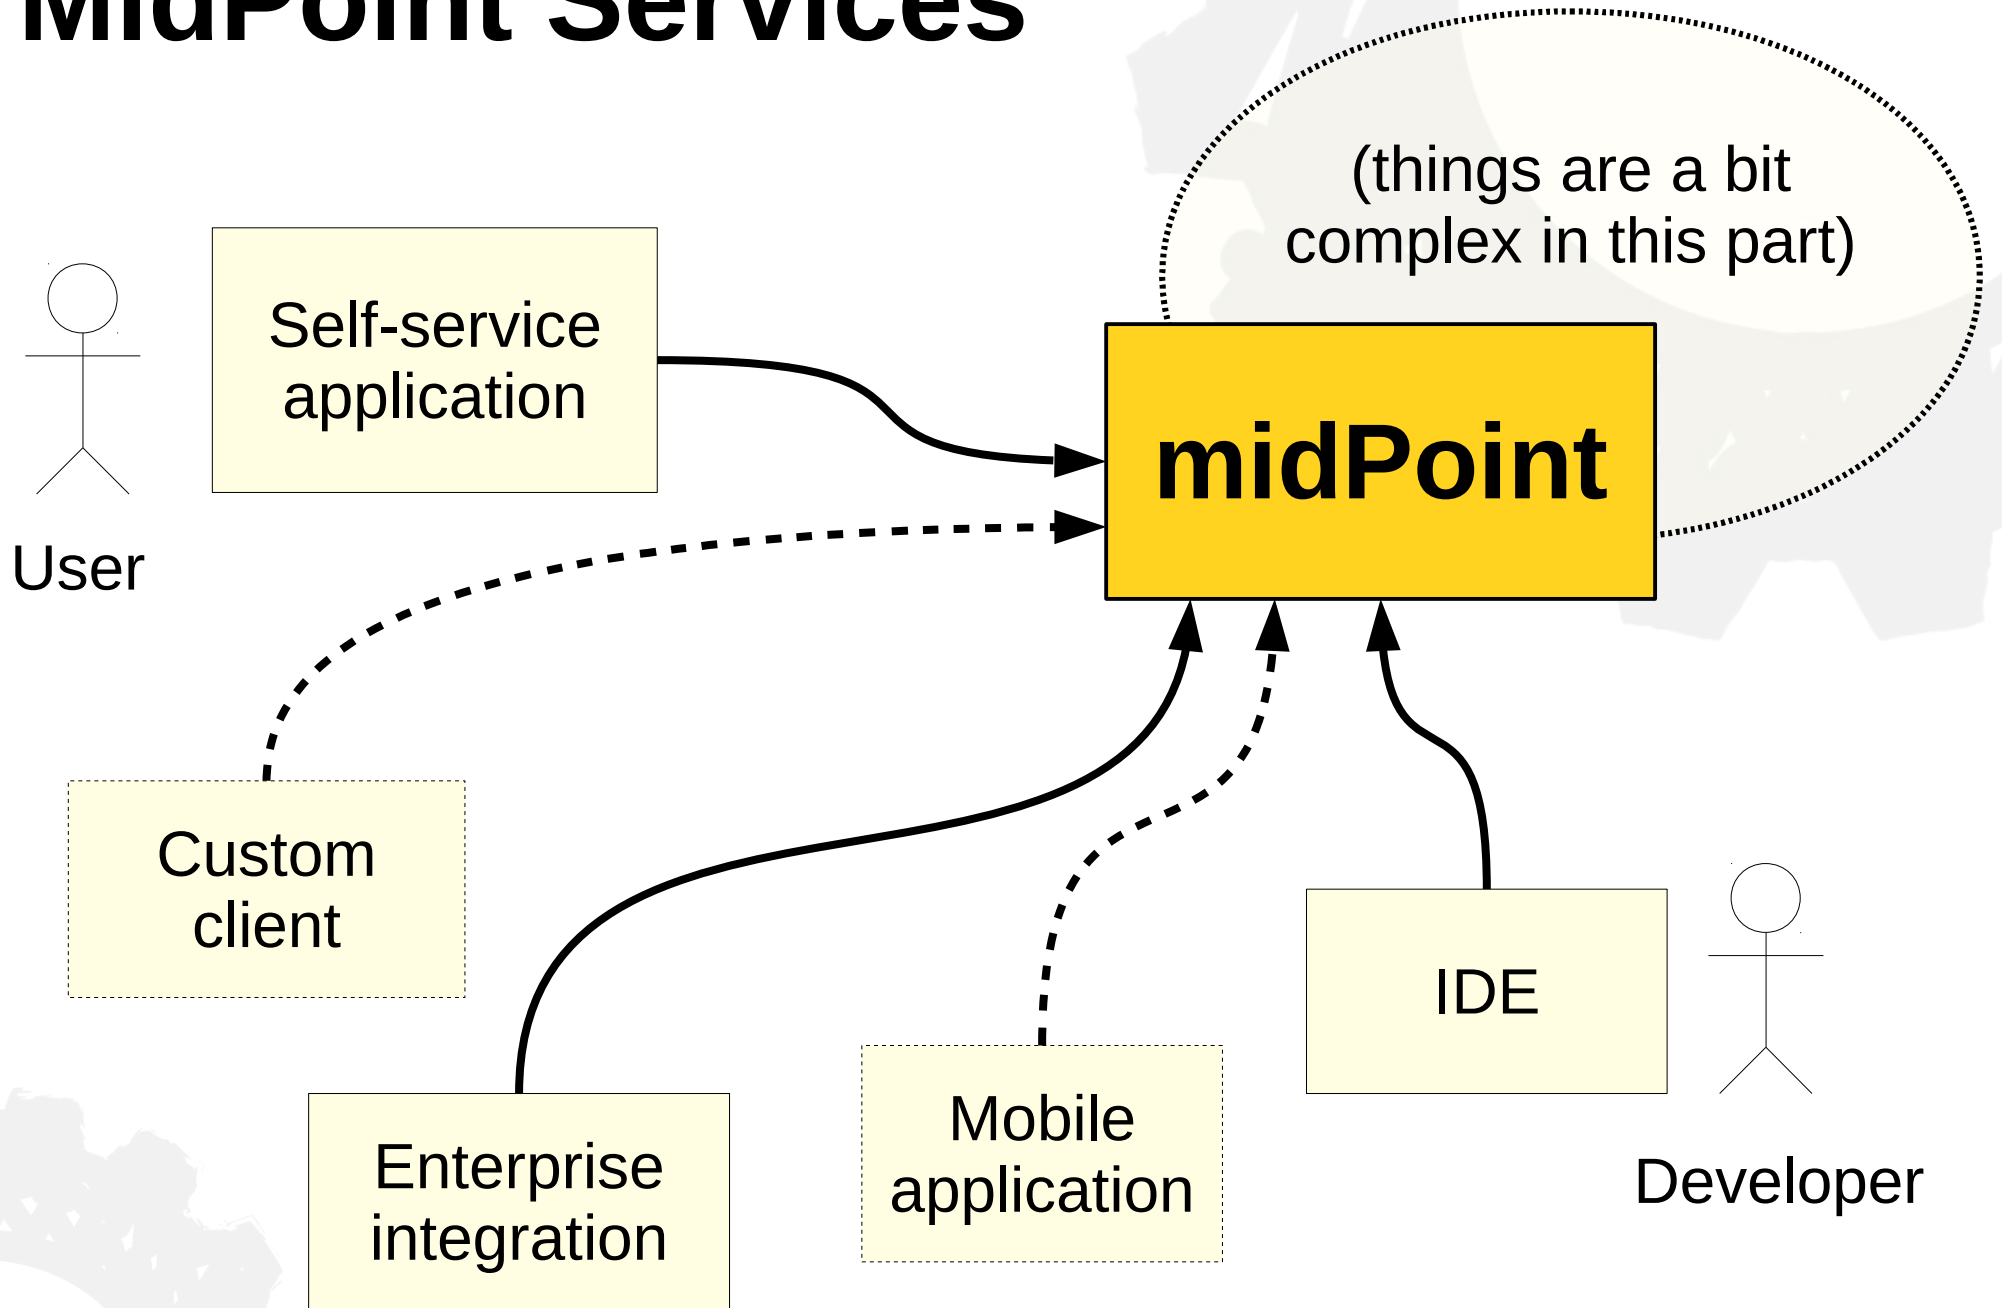 MidPoint Services
(things are a bit
complex in this part)
Self-service
application
midPoint
User
Custom
client
IDE
Mobile
application
Enterprise
integration
Developer